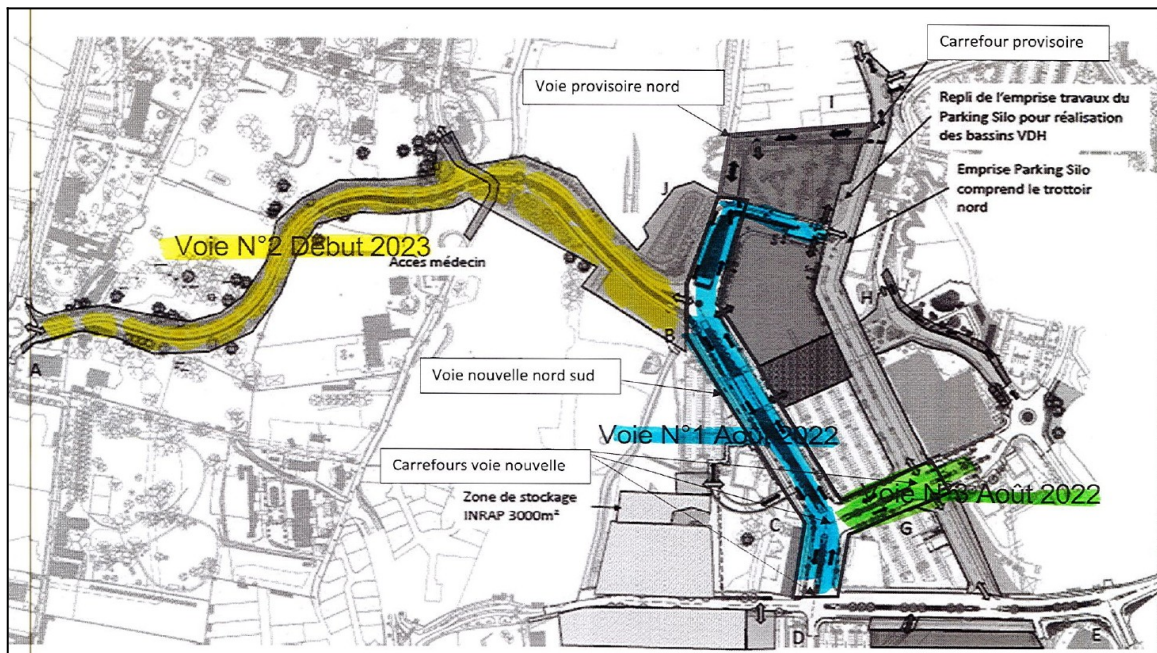 Carrefour provisoire
Voie provisoire nord
I
Repli de l'emprise travaux du
Parking Silo pour réalisation
des bassins VDH
Emprise Parking Silo
comprend le trottoir
nord
J
Voie N°2 Début 2023
Acces médecin
H
B
A
Voie nouvelle nord sud
Voie N°1 Août 2022
Carrefours voie nouvelle
Zone de stockage
INRAP 3000m²
Voie N°3 Août 2022
C
G
D
E